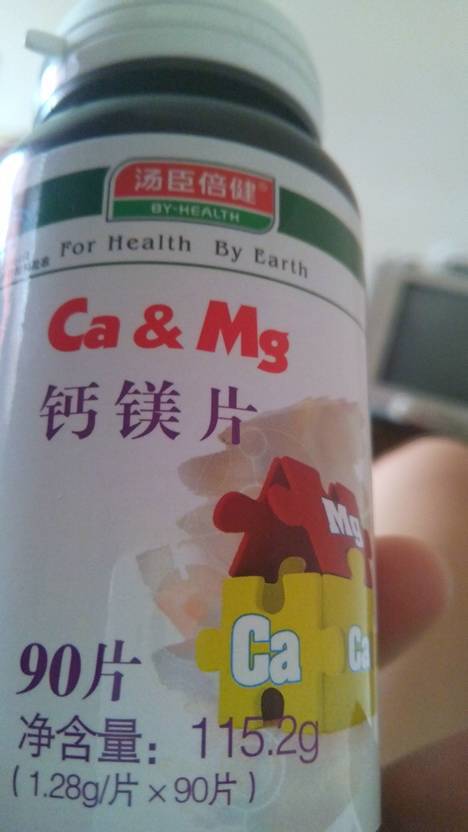 汤臣倍健®
BY-HEALTH
For Health By Earth
Ca & Mg
钙镁片
Mg
Ca
Ca
90片
净含量：115.2g
（1.28g/片×90片）